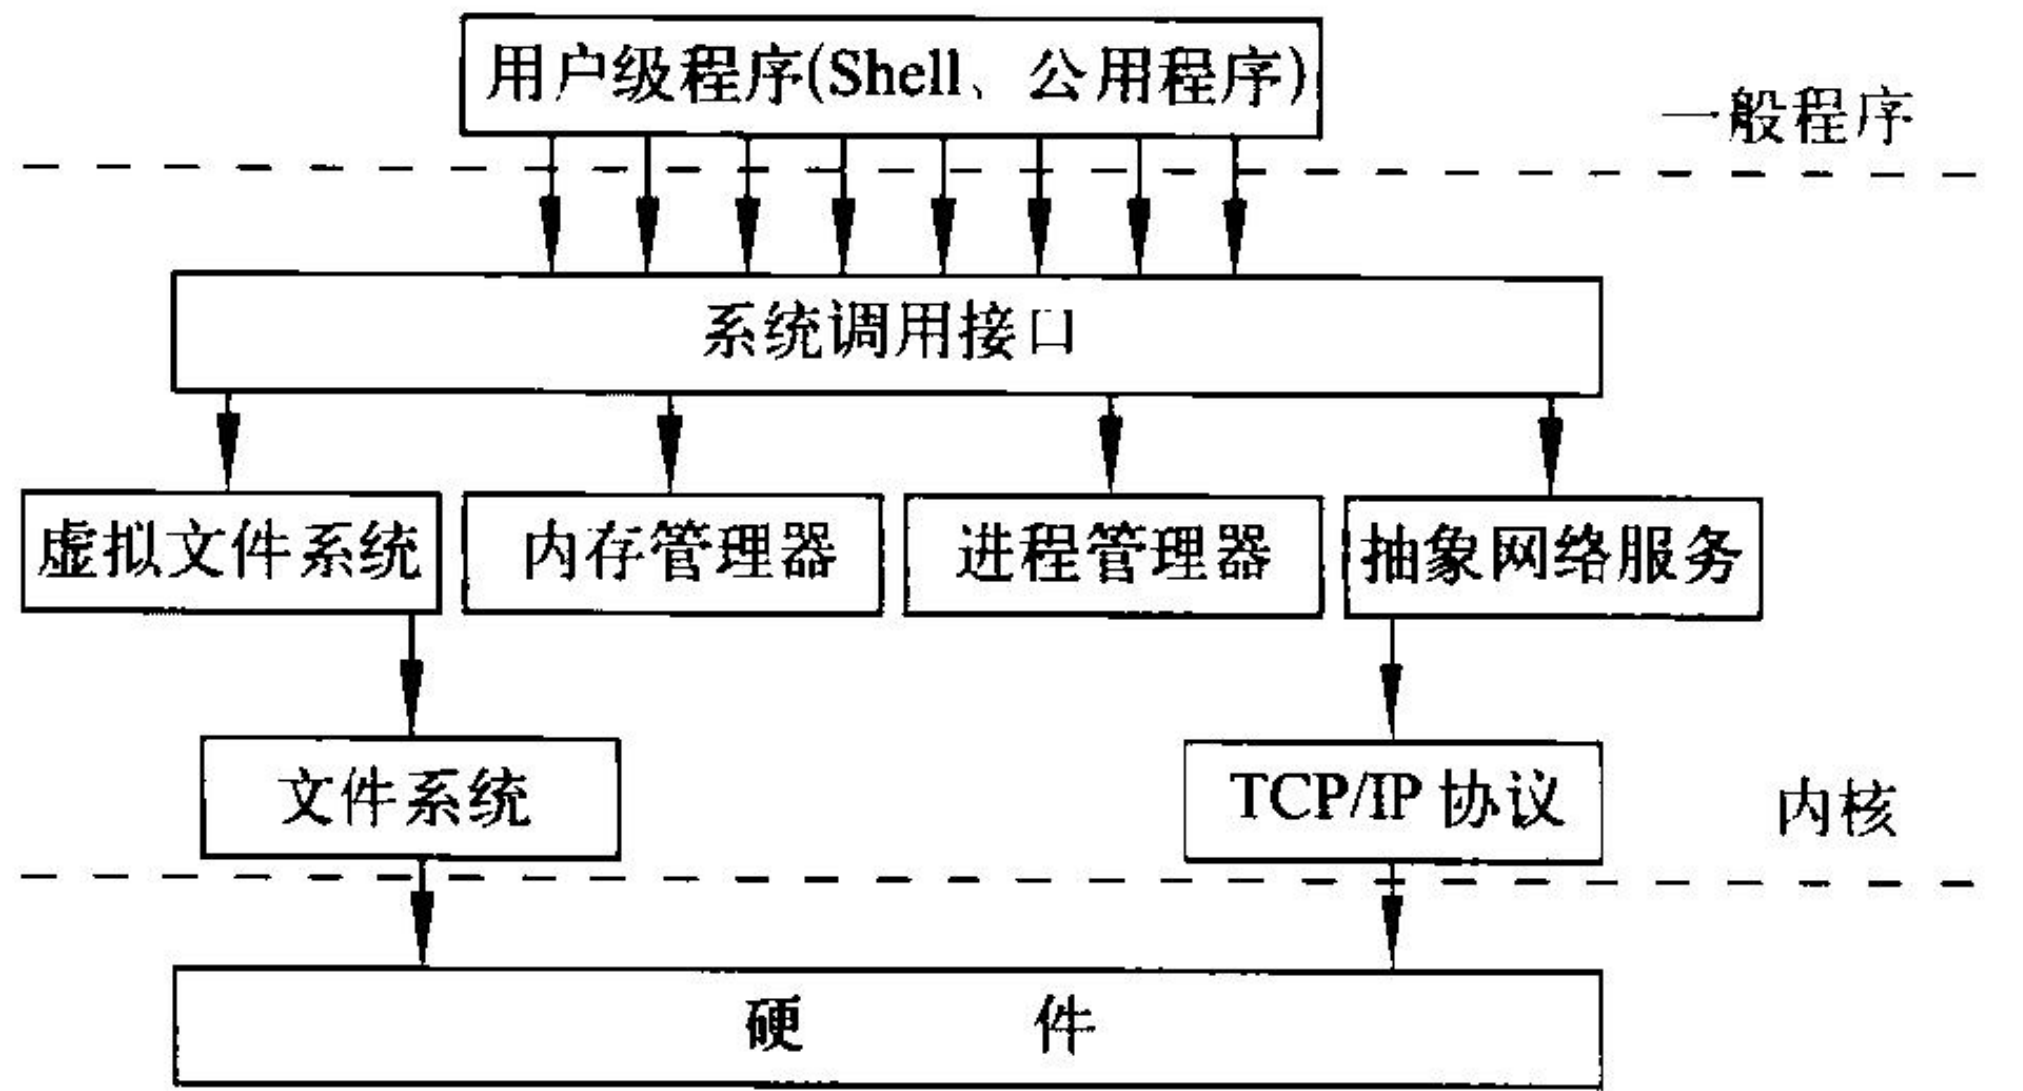 用户级程序(Shell、公用程序)
一般程序
系统调用接口
虚拟文件系统
内存管理器
进程管理器
抽象网络服务
文件系统
TCP/IP 协议
内核
硬 件